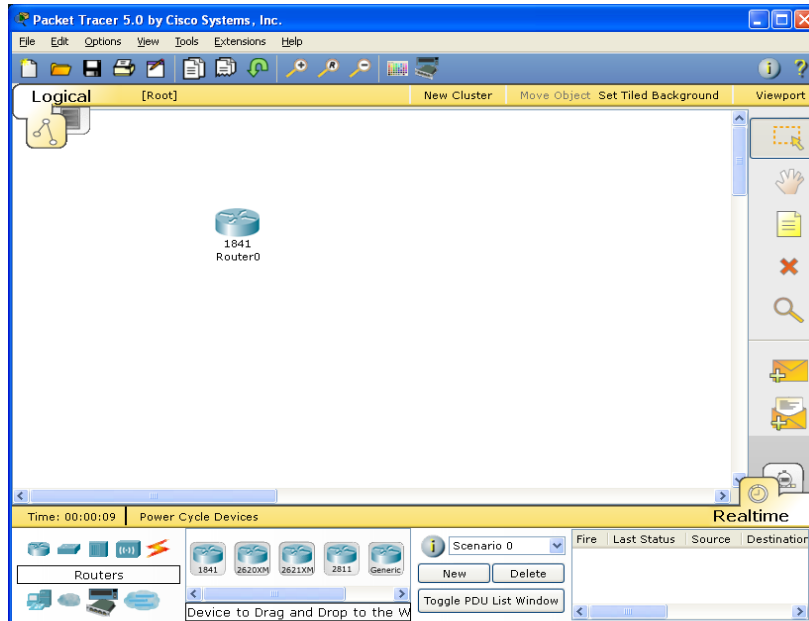 Packet Tracer 5.0 by Cisco Systems, Inc.
File Edit Options View Tools Extensions Help
Logical [Root] New Cluster Move Object Set Tiled Background Viewport
1841
Router0
Time: 00:00:09 Power Cycle Devices Realtime
Routers
1841 2620XM 2621XM 2811 Generic
Device to Drag and Drop to the W
Scenario 0
New Delete
Toggle PDU List Window
Fire Last Status Source Destination